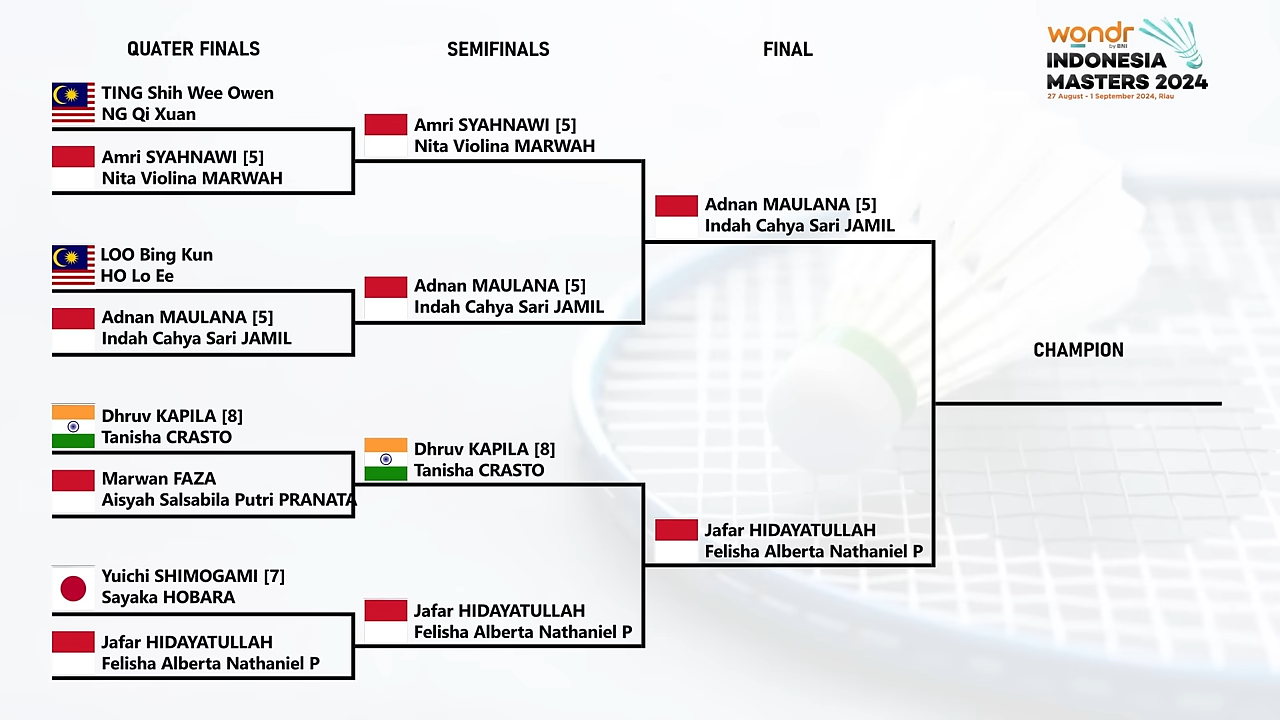 QUATER FINALS
SEMIFINALS
FINAL
wondr
by BNI
INDONESIA
MASTERS 2024
27 August - 1 September 2024, Riau
TING Shih Wee Owen
NG Qi Xuan
Amri SYAHNAWI [5]
Nita Violina MARWAH
LOO Bing Kun
HO Lo Ee
Adnan MAULANA [5]
Indah Cahya Sari JAMIL
Dhruv KAPILA [8]
Tanisha CRASTO
Marwan FAZA
Aisyah Salsabila Putri PRANATA
Yuichi SHIMOGAMI [7]
Sayaka HOBARA
Jafar HIDAYATULLAH
Felisha Alberta Nathaniel P
Amri SYAHNAWI [5]
Nita Violina MARWAH
Adnan MAULANA [5]
Indah Cahya Sari JAMIL
Dhruv KAPILA [8]
Tanisha CRASTO
Jafar HIDAYATULLAH
Felisha Alberta Nathaniel P
Adnan MAULANA [5]
Indah Cahya Sari JAMIL
Jafar HIDAYATULLAH
Felisha Alberta Nathaniel P
CHAMPION